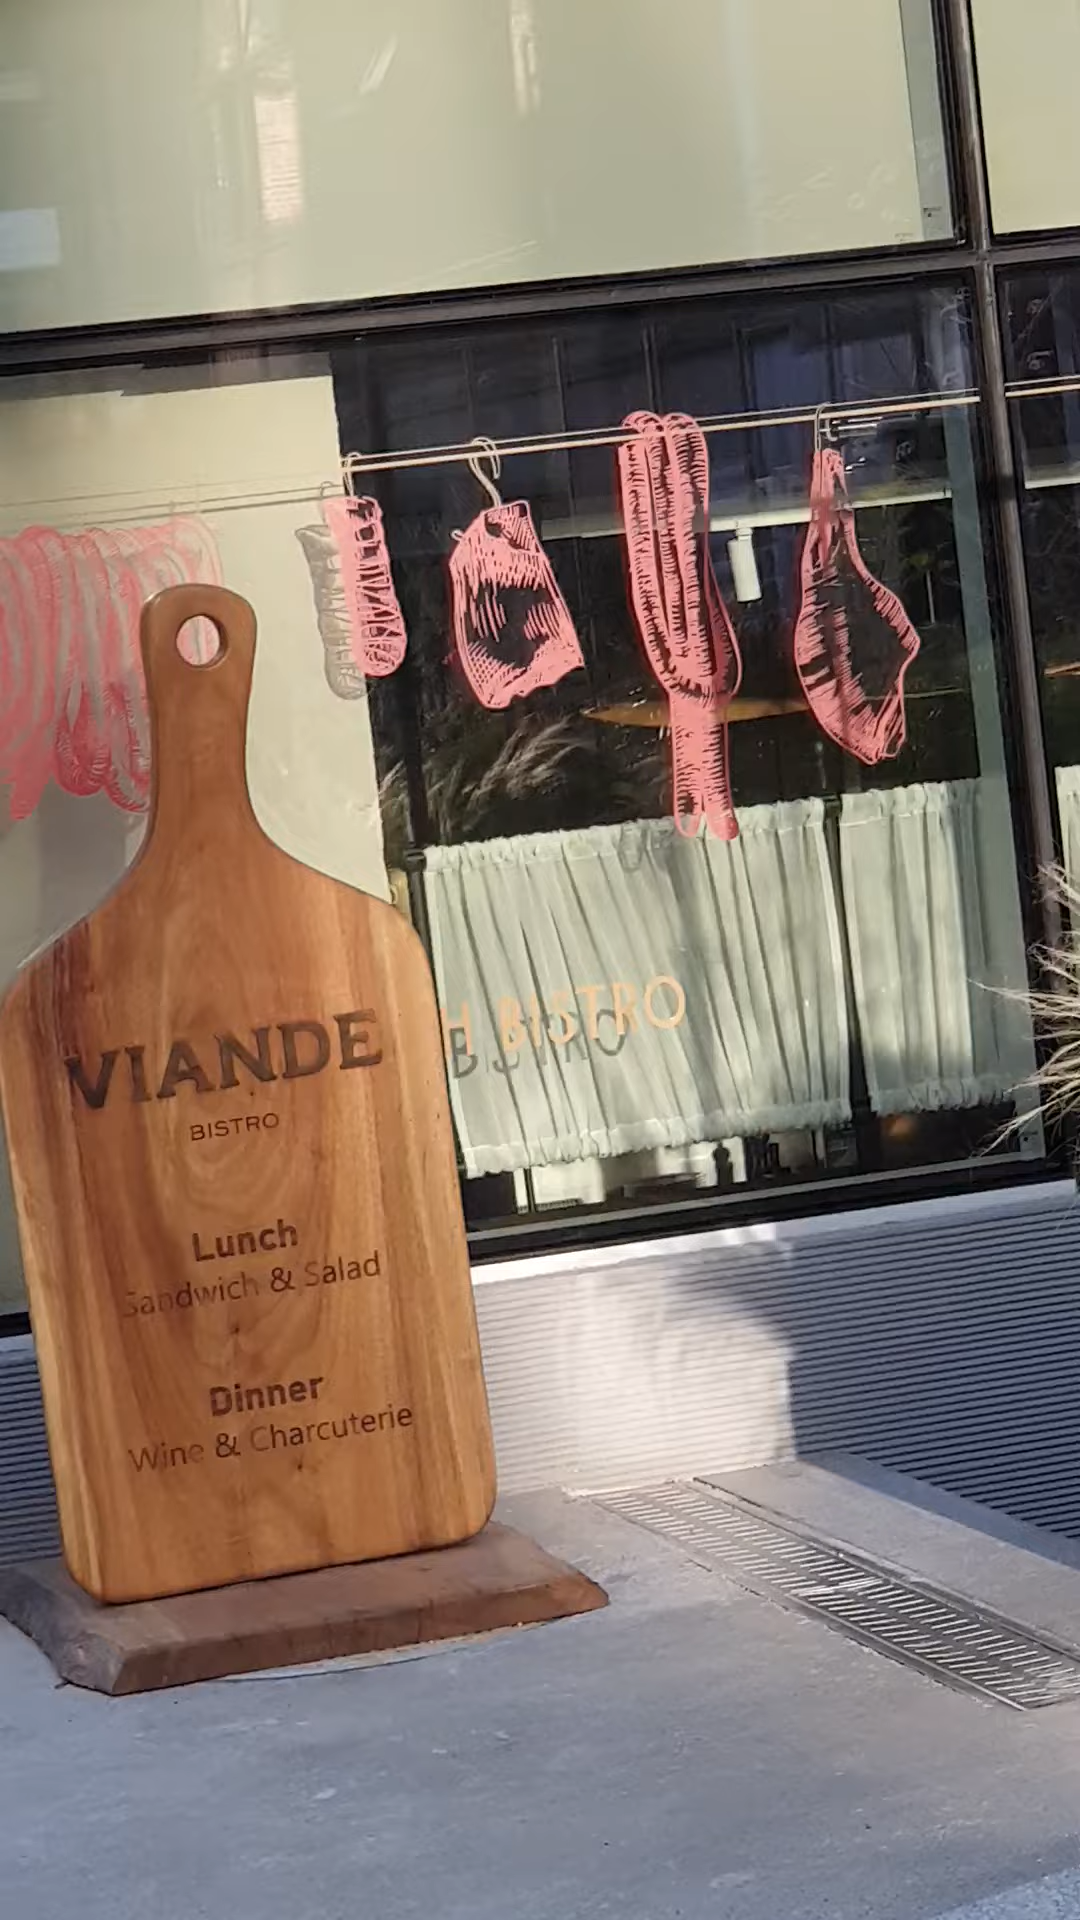 VIANDE
BISTRO
Lunch
Sandwich & Salad
Dinner
Wine & Charcuterie
H BISTRO